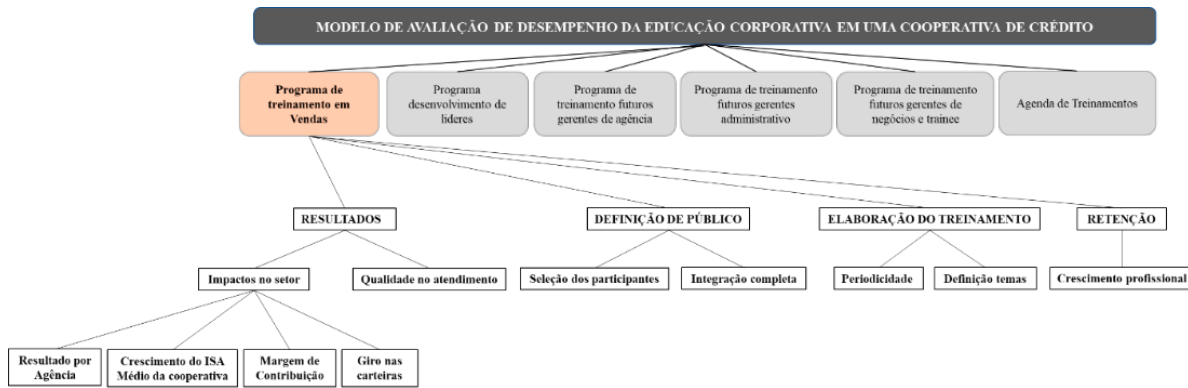 MODELO DE AVALIAÇÃO DE DESEMPENHO DA EDUCAÇÃO CORPORATIVA EM UMA COOPERATIVA DE CRÉDITO
Programa de
treinamento em
Vendas
Programa
desenvolvimento de
líderes
Programa de
treinamento futuros
gerentes de agência
Programa de treinamento
futuros gerentes
administrativo
Programa de treinamento
futuros gerentes de
negócios e trainee
Agenda de Treinamentos
RESULTADOS
DEFINIÇÃO DE PÚBLICO
ELABORAÇÃO DO TREINAMENTO
RETENÇÃO
Impactos no setor
Qualidade no atendimento
Seleção dos participantes
Integração completa
Periodicidade
Definição temas
Crescimento profissional
Resultado por
Agência
Crescimento do ISA
Médio da cooperativa
Margem de
Contribuição
Giro nas
carteiras